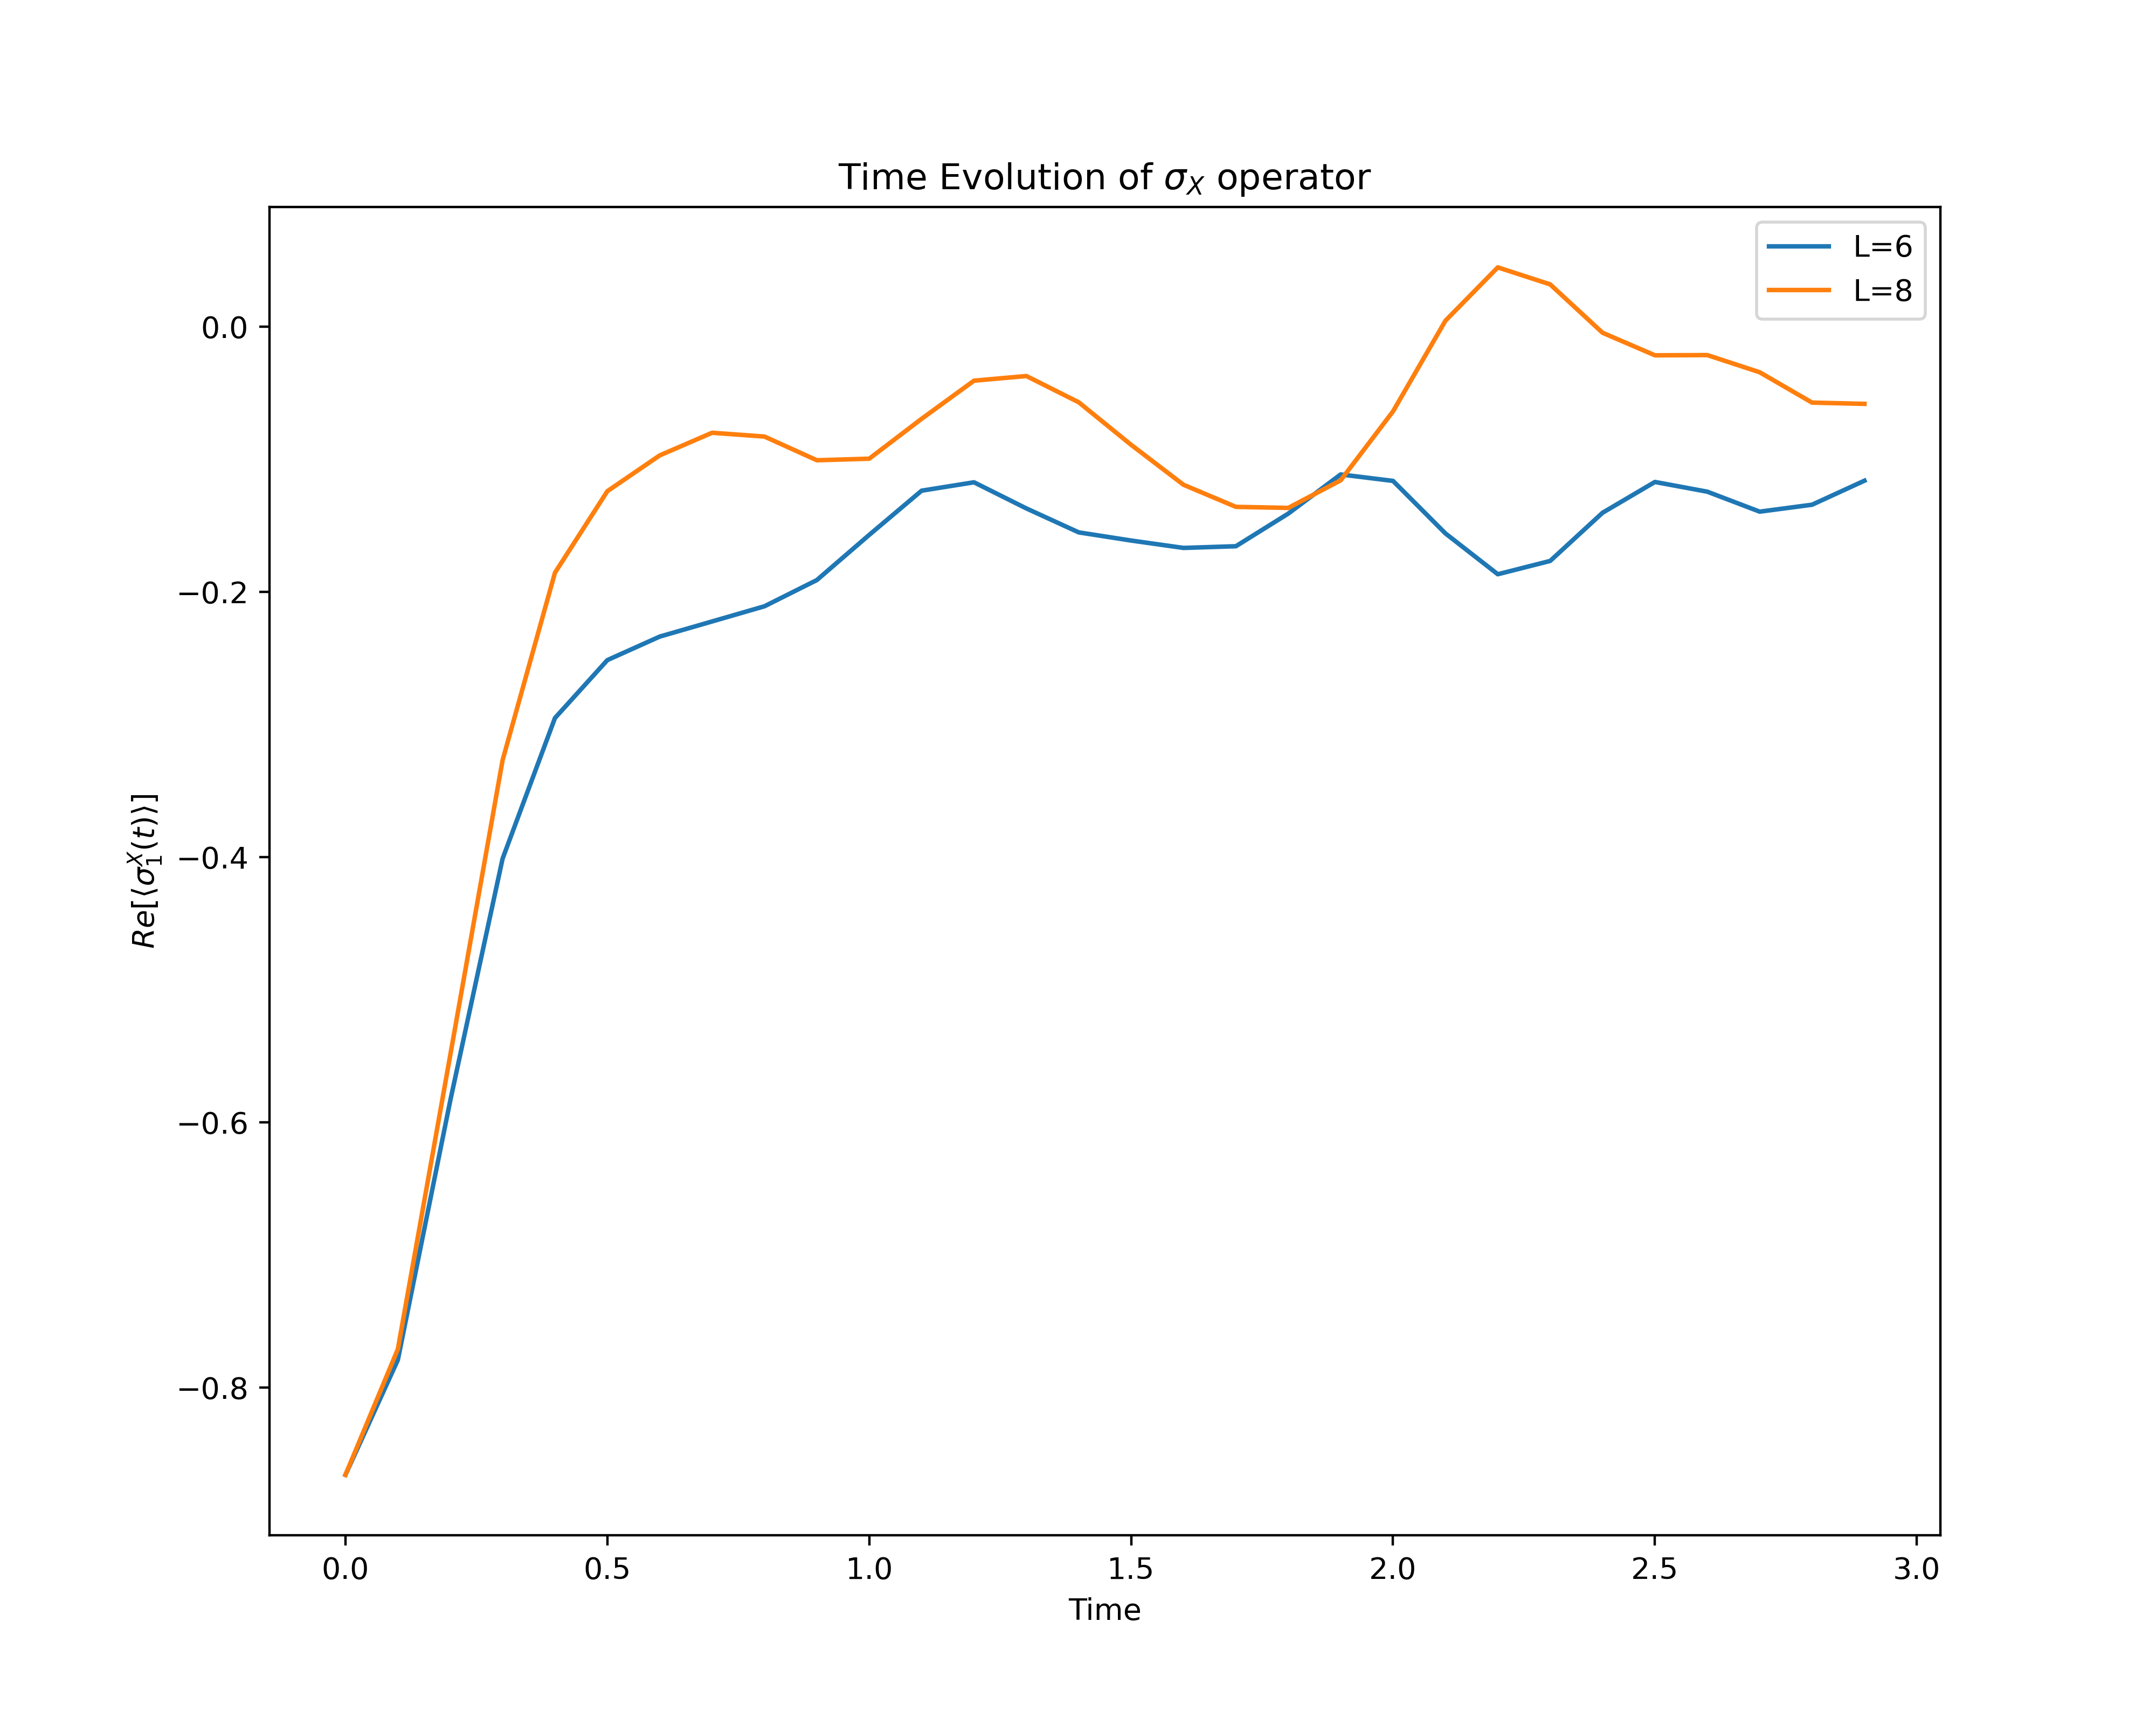 Time Evolution of σ_X operator
L=6
L=8
0.0
−0.2
−0.4
−0.6
−0.8
Re[⟨σ_1^X(t)⟩]
0.0 0.5 1.0 1.5 2.0 2.5 3.0
Time